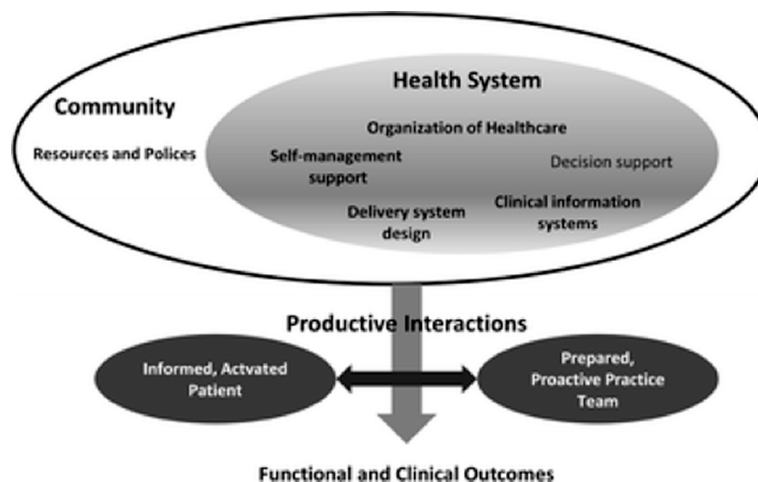 Health System
Community
Organization of Healthcare
Resources and Polices
Self-management
support
Decision support
Delivery system
design
Clinical information
systems
Productive Interactions
Informed, Actvated
Patient
Prepared,
Proactive Practice
Team
Functional and Clinical Outcomes